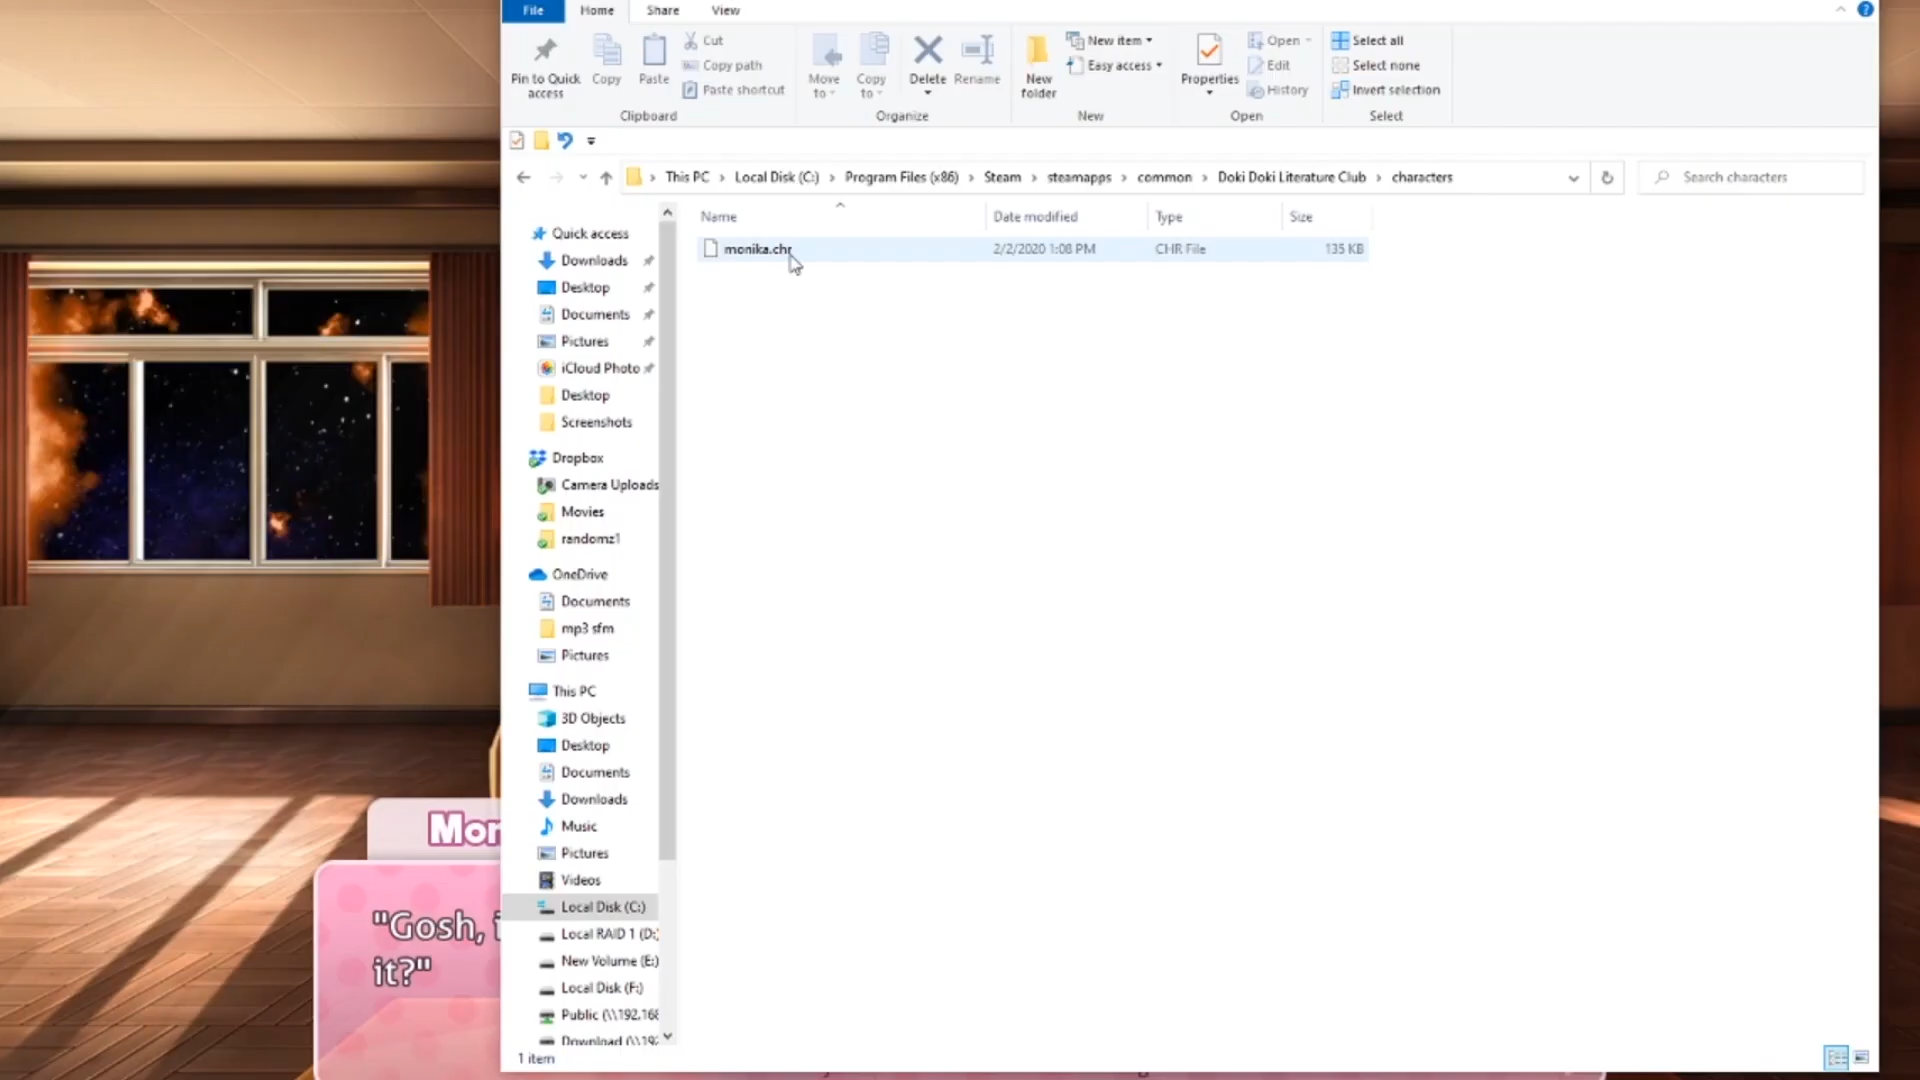 File Home Share View
Pin to Quick access
Copy
Paste
Cut
Copy path
Paste shortcut
Clipboard
Move to
Copy to
Delete
Rename
Organize
New folder
New item
Easy access
New
Properties
Open
Edit
History
Open
Select all
Select none
Invert selection
Select
This PC Local Disk (C:) Program Files (x86) Steam steamapps common Doki Doki Literature Club characters
Search characters
Name Date modified Type Size
monika.chr 2/2/2020 1:08 PM CHR File 135 KB
Quick access
Downloads
Desktop
Documents
Pictures
iCloud Photo
Desktop
Screenshots
Dropbox
Camera Uploads
Movies
randomz1
OneDrive
Documents
mp3 sfm
Pictures
This PC
3D Objects
Desktop
Documents
Downloads
Music
Pictures
Videos
Local Disk (C:)
Local RAID 1 (D:)
New Volume (E:)
Local Disk (F:)
Public (\\192.168
Download (\\192
1 item
Mon
"Gosh, i
it?"